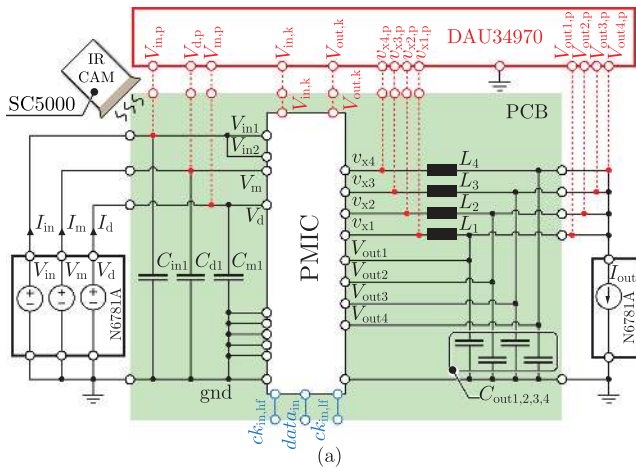 V_in,p V_d,p V_m,p V_in,k V_out,k v_x4,p v_x3,p v_x2,p v_x1,p DAU34970 V_out1,p V_out2,p V_out3,p V_out4,p
IR
CAM
SC5000
V_in,k V_out,k
PCB
V_in1
V_in2
V_m
V_d
v_x4 L_4
v_x3 L_3
v_x2 L_2
v_x1 L_1
PMIC
I_in I_m I_d
V_in V_m V_d
N6781A
C_in1 C_d1 C_m1
V_out1
V_out2
V_out3
V_out4
I_out
N6781A
gnd
C_out1,2,3,4
ck_in,hf data_in ck_in,lf
(a)